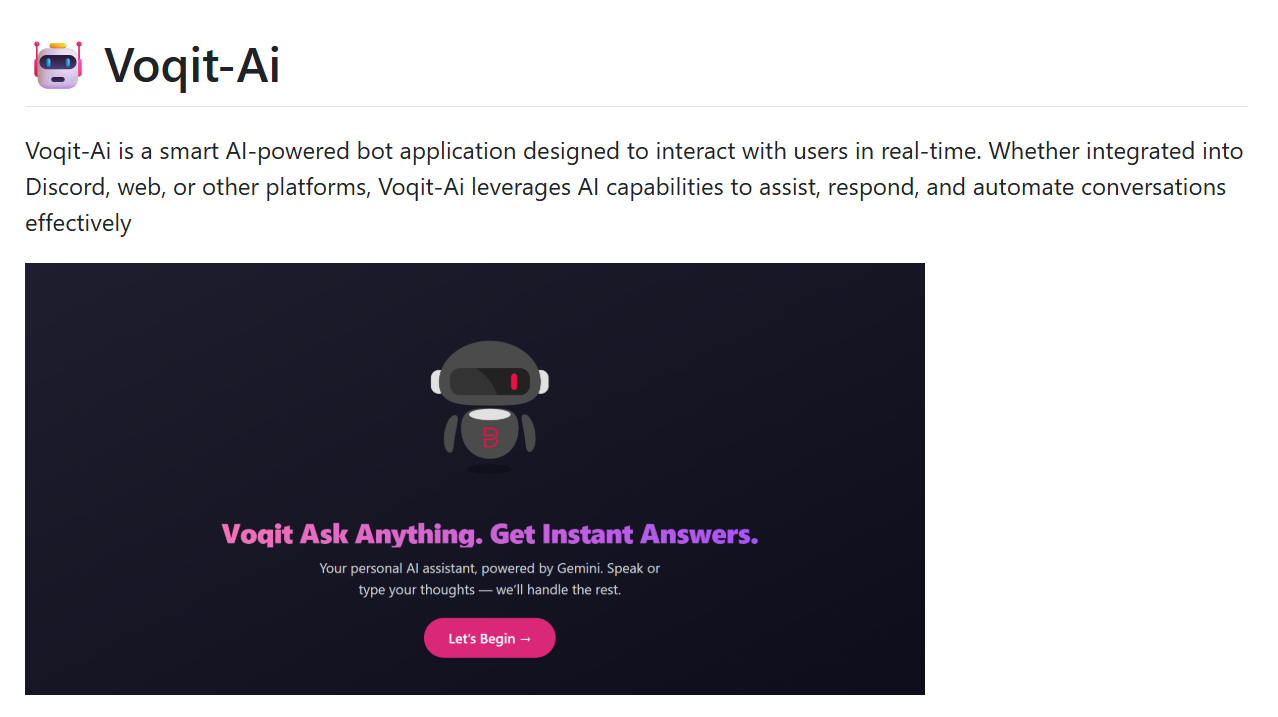 Voqit-Ai
Voqit-Ai is a smart AI-powered bot application designed to interact with users in real-time. Whether integrated into
Discord, web, or other platforms, Voqit-Ai leverages AI capabilities to assist, respond, and automate conversations
effectively
B
Voqit Ask Anything. Get Instant Answers.
Your personal AI assistant, powered by Gemini. Speak or
type your thoughts — we’ll handle the rest.
Let’s Begin →